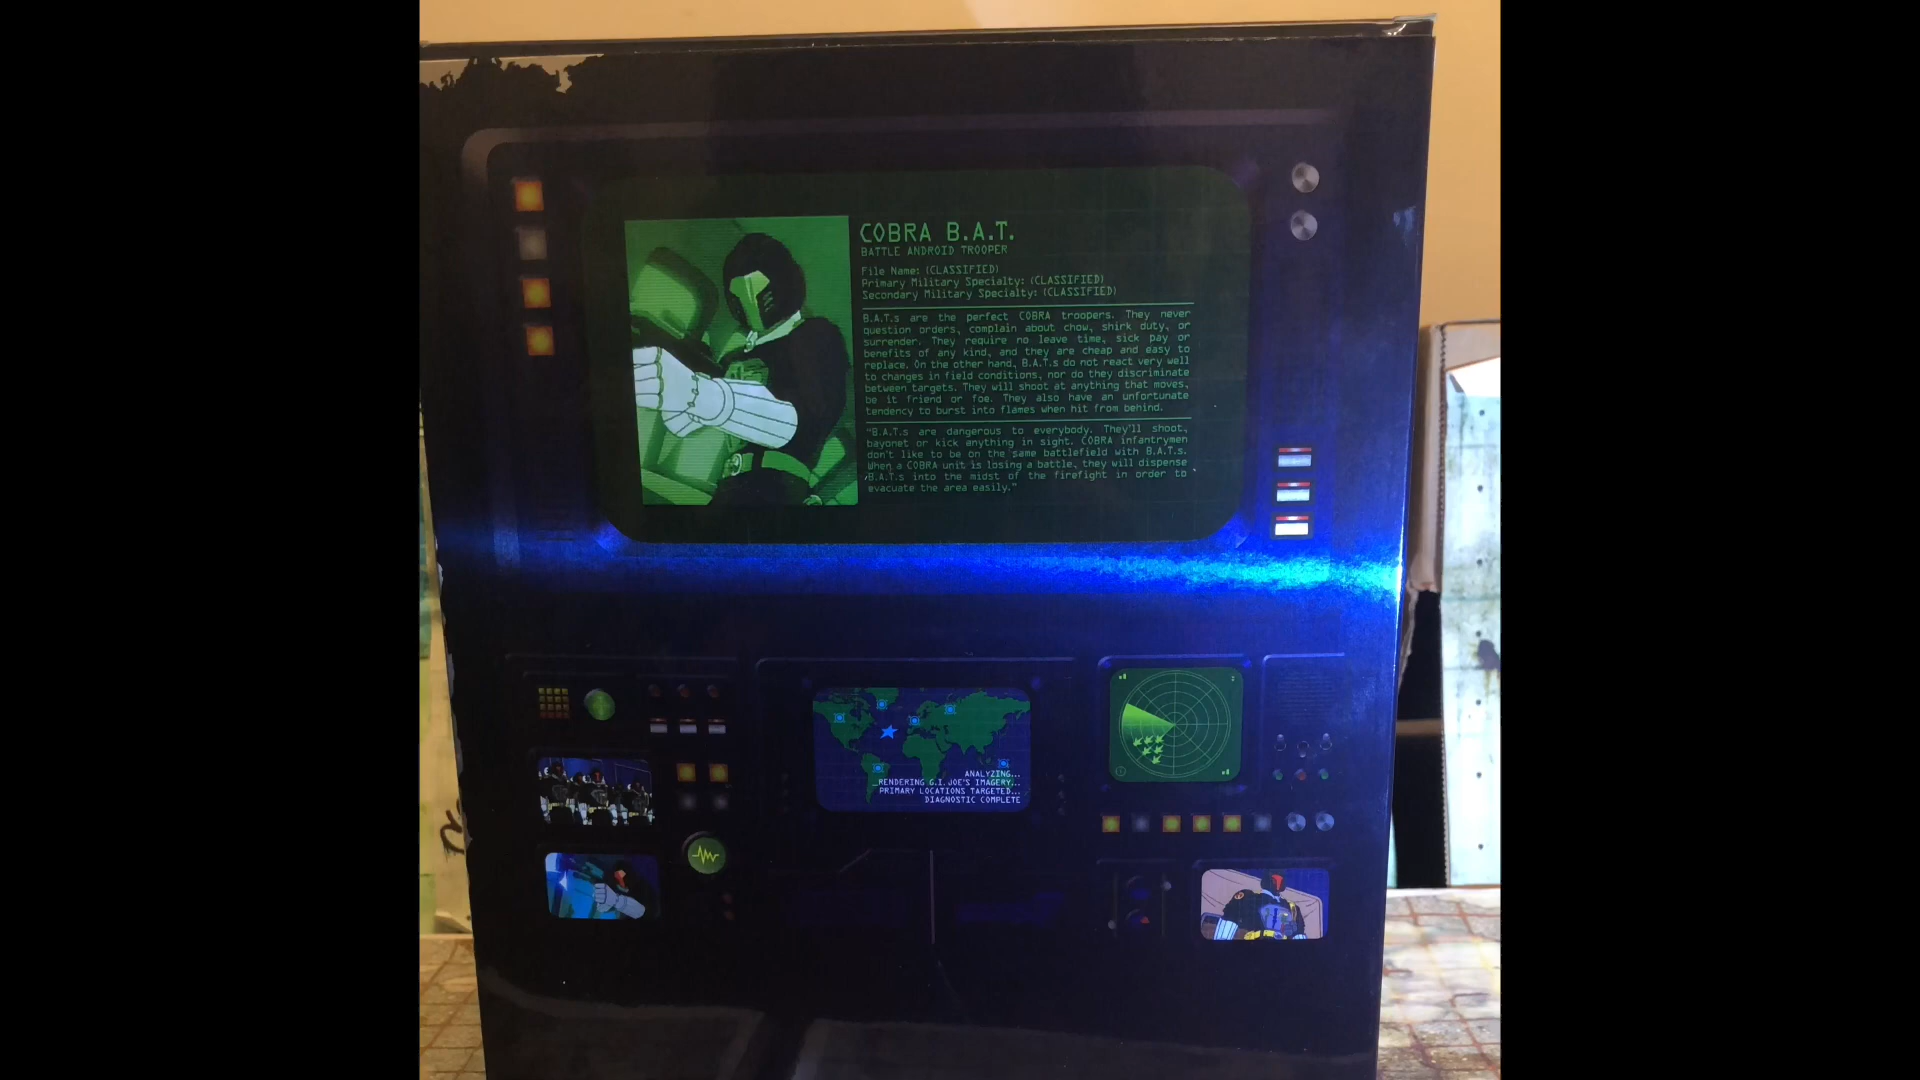 COBRA B.A.T.
BATTLE ANDROID TROOPER
File Name: (CLASSIFIED)
Primary Military Specialty: (CLASSIFIED)
Secondary Military Specialty: (CLASSIFIED)
B.A.T.s are the perfect COBRA troopers. They never
question orders, complain about chow, shirk duty, or
surrender. They require no leave time, sick pay or
benefits of any kind, and they are cheap and easy to
replace. On the other hand, B.A.T.s do not react very well
to changes in field conditions, nor do they discriminate
between targets. They will shoot at anything that moves,
be it friend or foe. They also have an unfortunate
tendency to burst into flames when hit from behind.
"B.A.T.s are dangerous to everybody. They'll shoot,
bayonet or kick anything in sight. COBRA infantrymen
don't like to be on the same battlefield with B.A.T.s.
When a COBRA unit is losing a battle, they will dispense
B.A.T.s into the midst of the firefight in order to
evacuate the area easily."
ANALYZING...
_RENDERING G.I.JOE'S IMAGERY...
PRIMARY LOCATIONS TARGETED...
DIAGNOSTIC COMPLETE